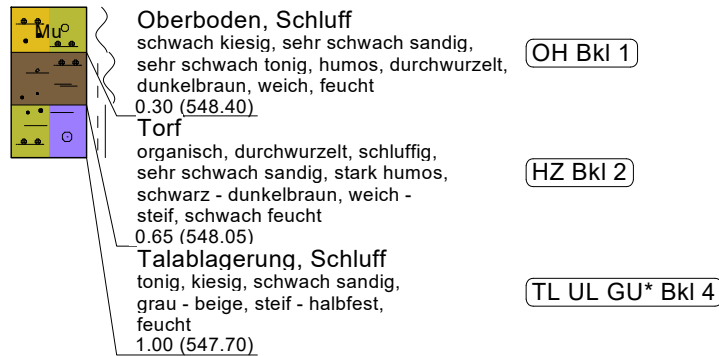 Mu
Oberboden, Schluff
schwach kiesig, sehr schwach sandig,
sehr schwach tonig, humos, durchwurzelt,
dunkelbraun, weich, feucht
0.30 (548.40)
OH Bkl 1
Torf
organisch, durchwurzelt, schluffig,
sehr schwach sandig, stark humos,
schwarz - dunkelbraun, weich -
steif, schwach feucht
0.65 (548.05)
HZ Bkl 2
Talablagerung, Schluff
tonig, kiesig, schwach sandig,
grau - beige, steif - halbfest,
feucht
1.00 (547.70)
TL UL GU* Bkl 4